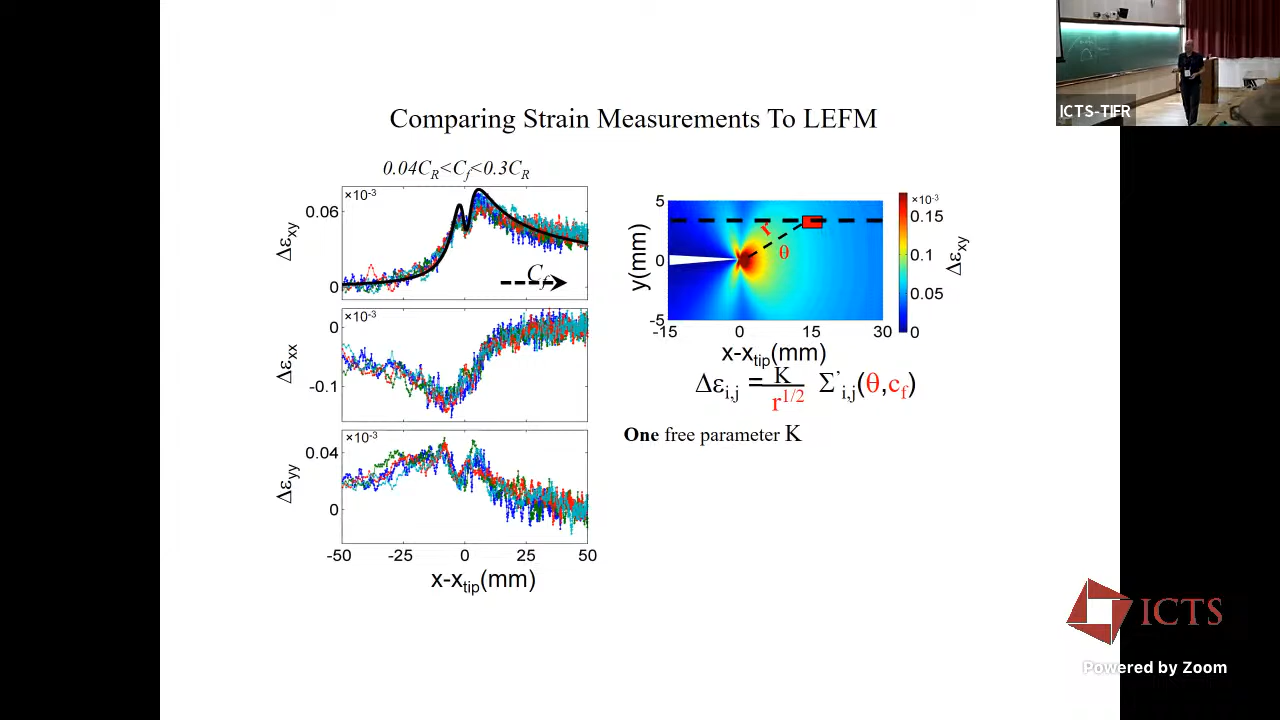 ICTS-TIFR
Comparing Strain Measurements To LEFM
0.04C_R<C_f<0.3C_R
×10⁻³
0.06
0
Δε_xy
C_f
×10⁻³
0
-0.1
Δε_xx
×10⁻³
0.04
0
Δε_yy
-50 -25 0 25 50
x-x_tip(mm)
5
0
-5
y(mm)
r
θ
-15 0 15 30
x-x_tip(mm)
×10⁻³
0.15
0.1
0.05
0
Δε_xy
Δε_i,j = K / r^1/2 Σ'_i,j(θ,c_f)
One free parameter K
ICTS
Powered by Zoom